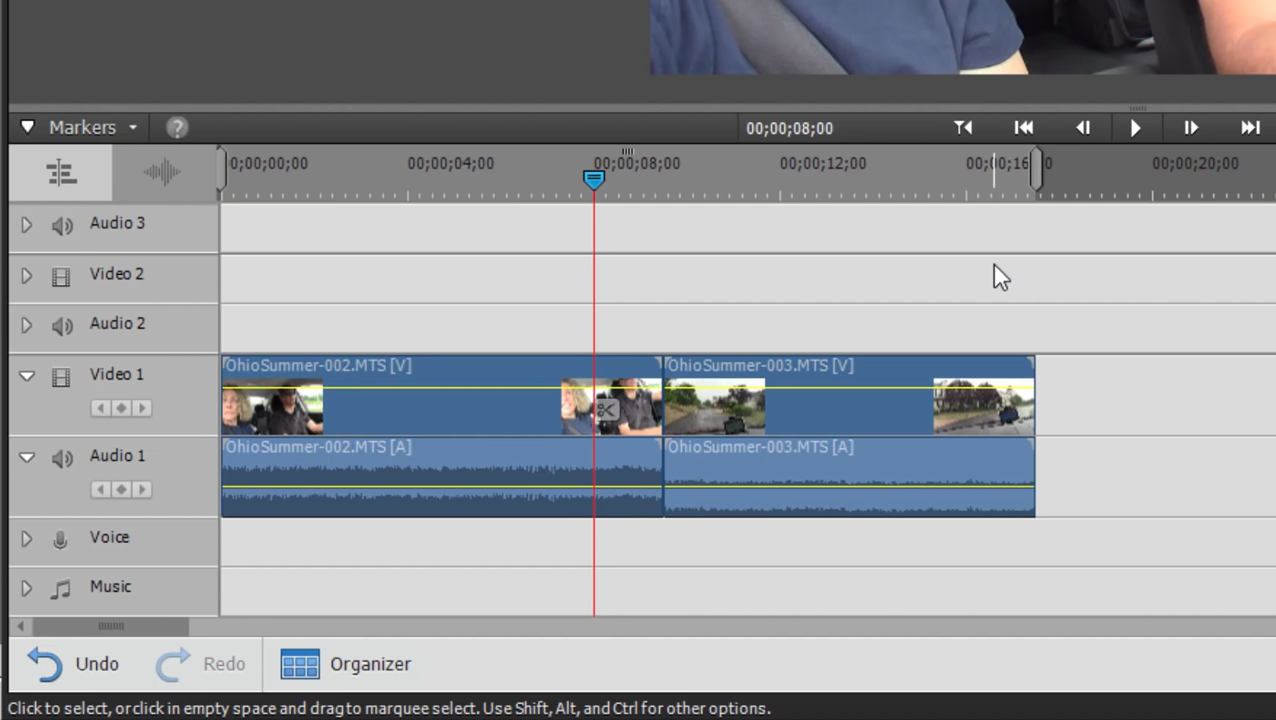 Markers ? 00;00;08;00
0;00;00;00 00;00;04;00 00;00;08;00 00;00;12;00 00;00;16 0 00;00;20;00
Audio 3
Video 2
Audio 2
Video 1 OhioSummer-002.MTS [V] OhioSummer-003.MTS [V]
Audio 1 OhioSummer-002.MTS [A] OhioSummer-003.MTS [A]
Voice
Music
Undo Redo Organizer
Click to select, or click in empty space and drag to marquee select. Use Shift, Alt, and Ctrl for other options.